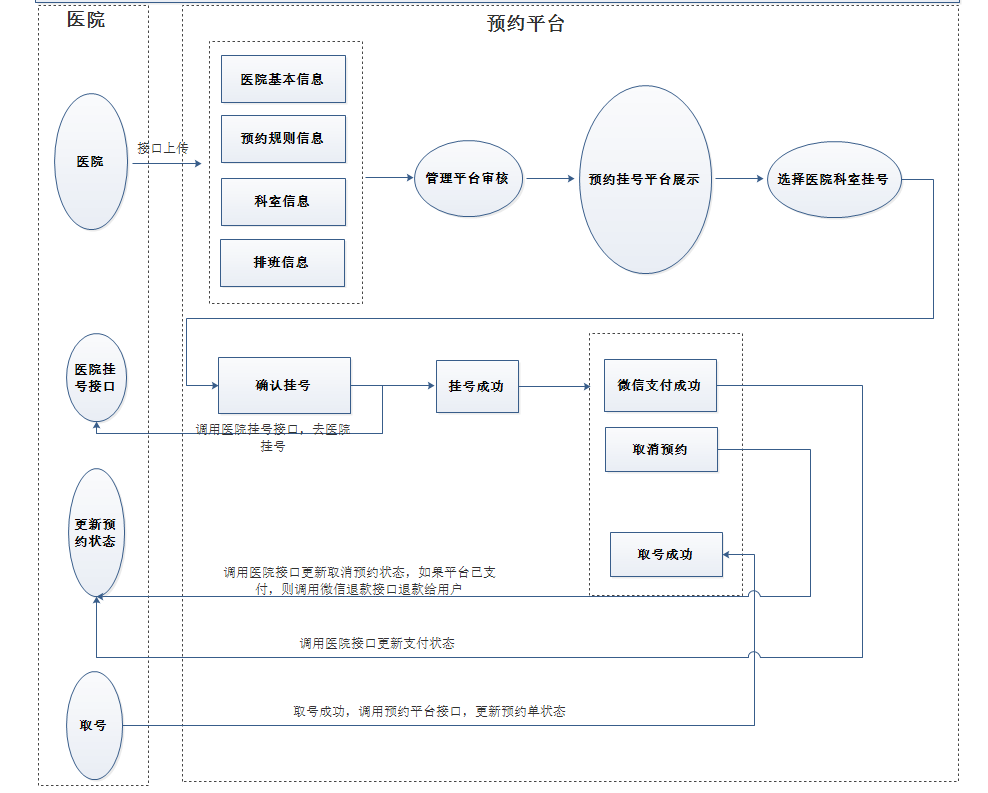 医院
预约平台
医院基本信息
医院
接口上传
预约规则信息
科室信息
排班信息
管理平台审核
预约挂号平台展示
选择医院科室挂号
医院挂
号接口
确认挂号
挂号成功
微信支付成功
调用医院挂号接口，去医院
挂号
取消预约
更新预
约状态
取号成功
调用医院接口更新取消预约状态，如果平台已支
付，则调用微信退款接口退款给用户
调用医院接口更新支付状态
取号
取号成功，调用预约平台接口，更新预约单状态